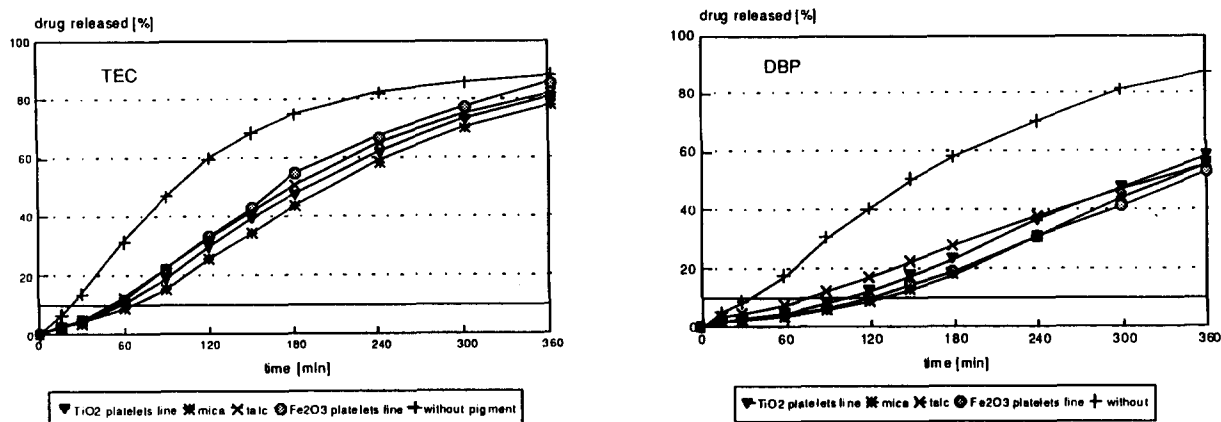 drug released [%]
TEC
100
80
60
40
20
10
0
0 60 120 180 240 300 360
time [min]
TiO2 platelets line mica talc Fe2O3 platelets line without pigment
drug released [%]
DBP
100
80
60
40
20
10
0
0 60 120 180 240 300 360
time [min]
TiO2 platelets line mica talc Fe2O3 platelets line without